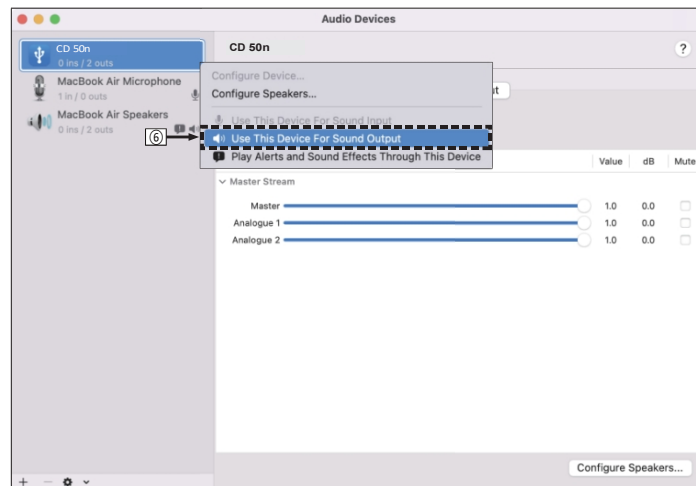 Audio Devices
CD 50n
0 ins / 2 outs
MacBook Air Microphone
1 in / 0 outs
MacBook Air Speakers
0 ins / 2 outs
⑥
CD 50n
?
Configure Device...
Configure Speakers...
Use This Device For Sound Input
Use This Device For Sound Output
Play Alerts and Sound Effects Through This Device
Value dB Mute
Master Stream
Master 1.0 0.0
Analogue 1 1.0 0.0
Analogue 2 1.0 0.0
Configure Speakers...